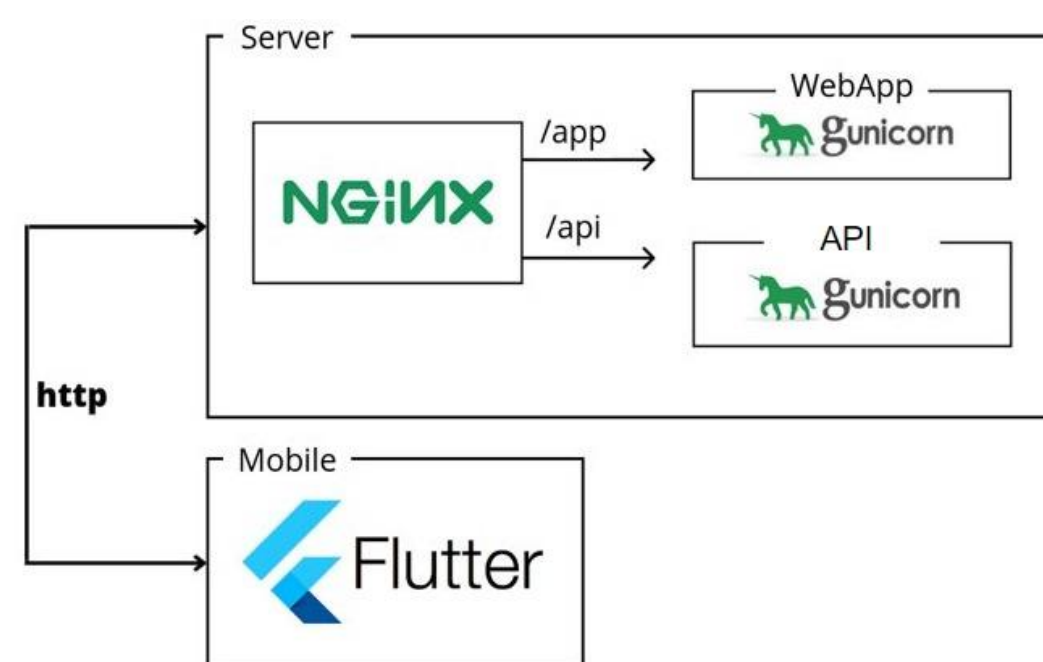 Server
WebApp
gunicorn
/app
NGINX
/api
API
gunicorn
http
Mobile
Flutter